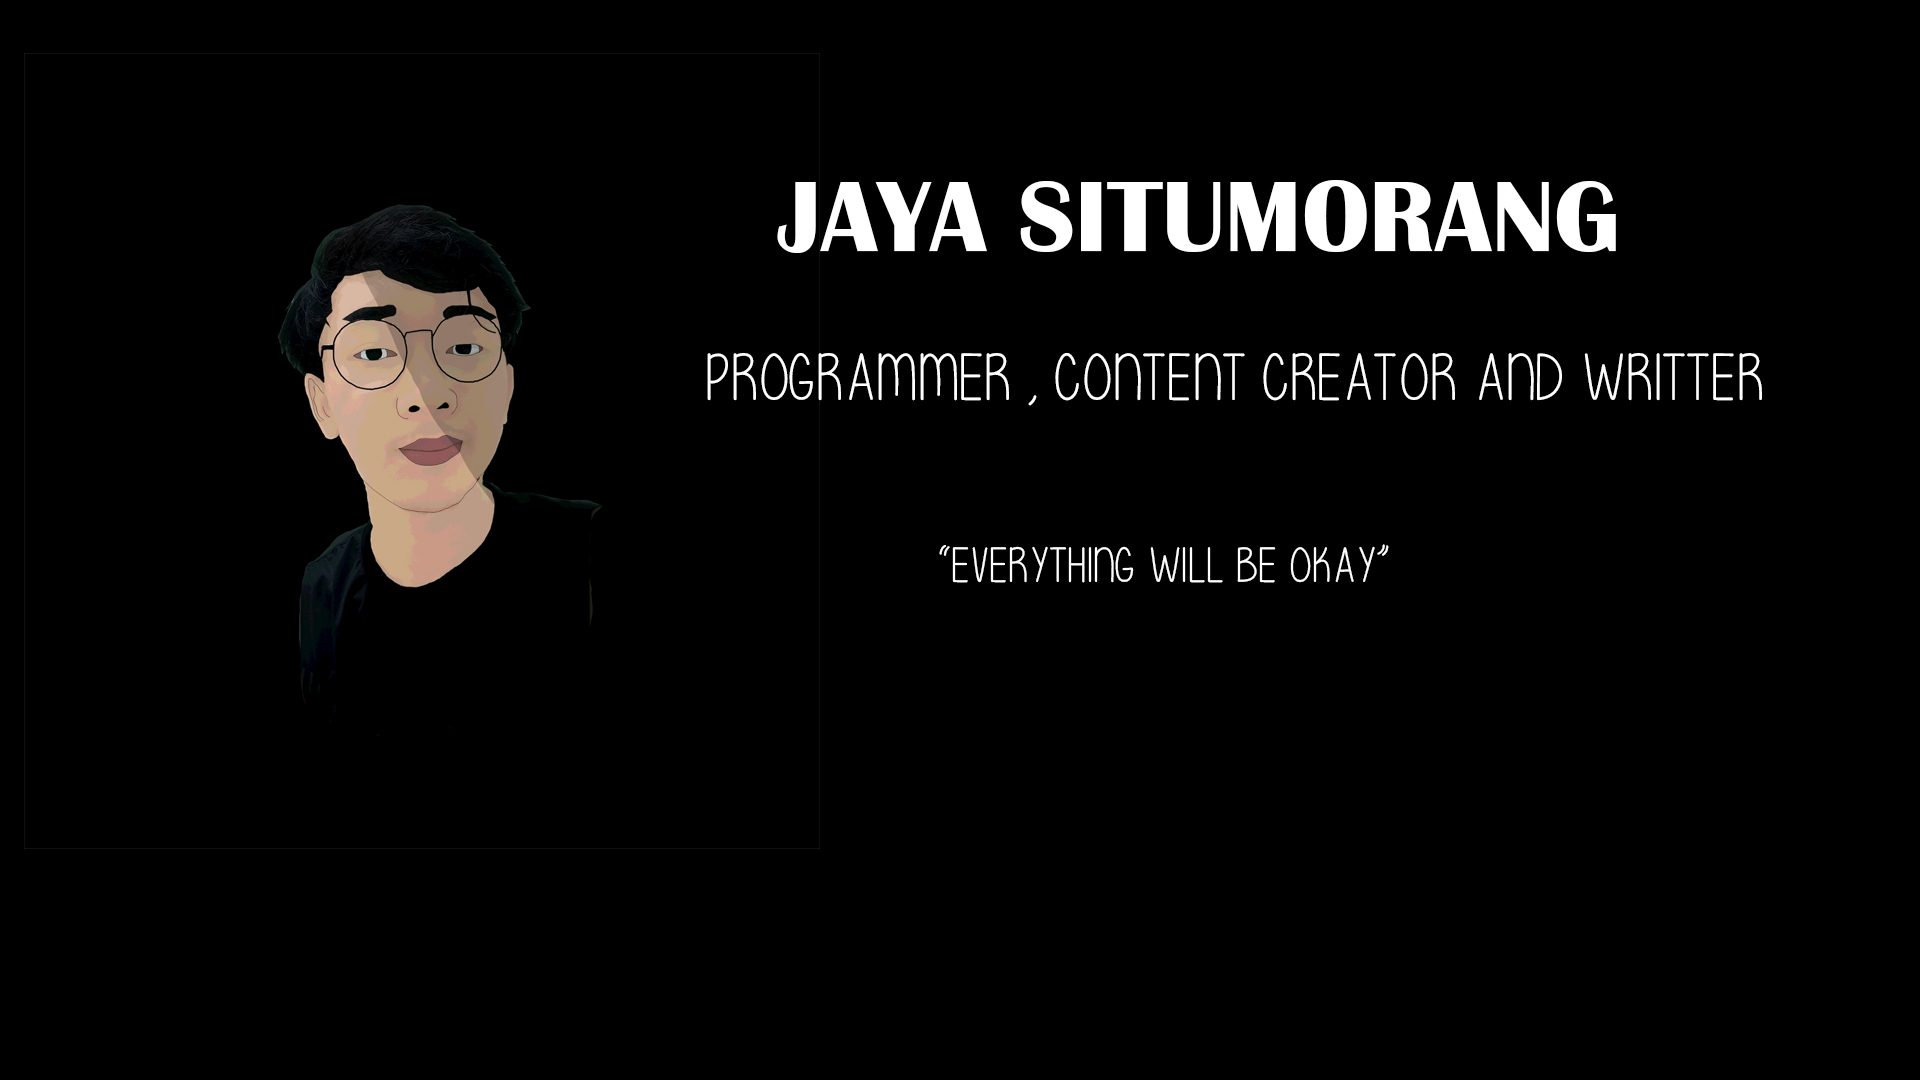 JAYA SITUMORANG
PROGRAMMER , CONTENT CREATOR AND WRITTER
“EVERYTHING WILL BE OKAY”